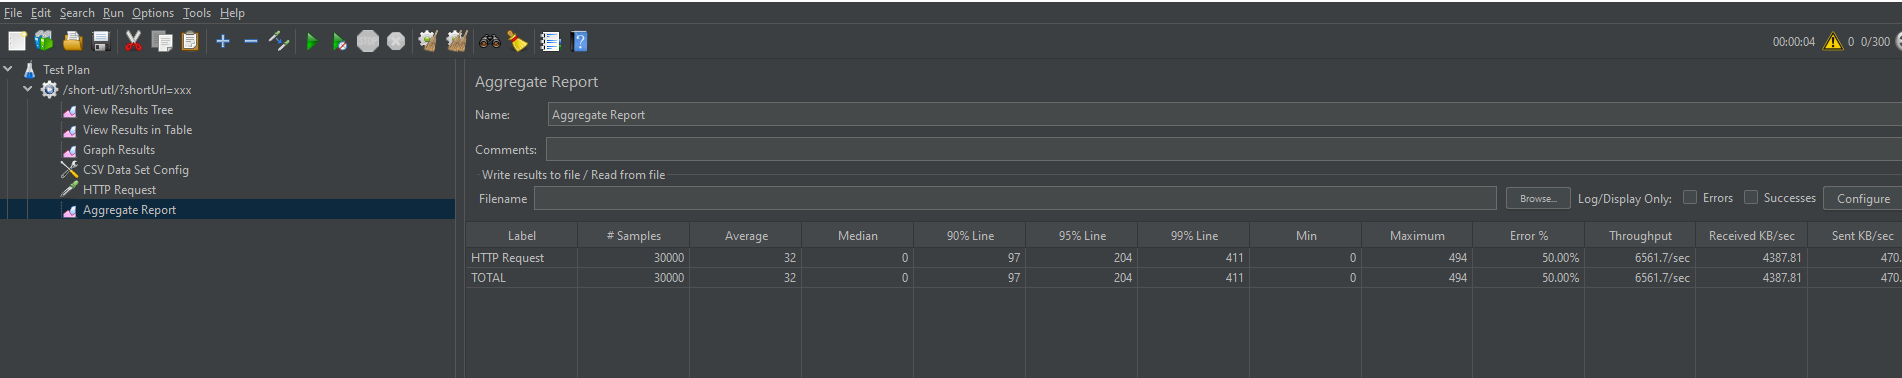 File Edit Search Run Options Tools Help
00:00:04 0 0/300
Test Plan
/short-utl/?shortUrl=xxx
View Results Tree
View Results in Table
Graph Results
CSV Data Set Config
HTTP Request
Aggregate Report
Aggregate Report
Name: Aggregate Report
Comments:
Write results to file / Read from file
Filename Browse... Log/Display Only: Errors Successes Configure
Label # Samples Average Median 90% Line 95% Line 99% Line Min Maximum Error % Throughput Received KB/sec Sent KB/sec
HTTP Request 30000 32 0 97 204 411 0 494 50.00% 6561.7/sec 4387.81 470.
TOTAL 30000 32 0 97 204 411 0 494 50.00% 6561.7/sec 4387.81 470.